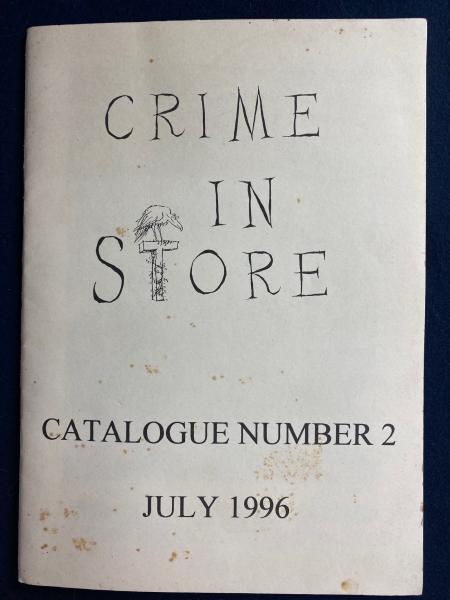 CRIME
IN
STORE
CATALOGUE NUMBER 2
JULY 1996